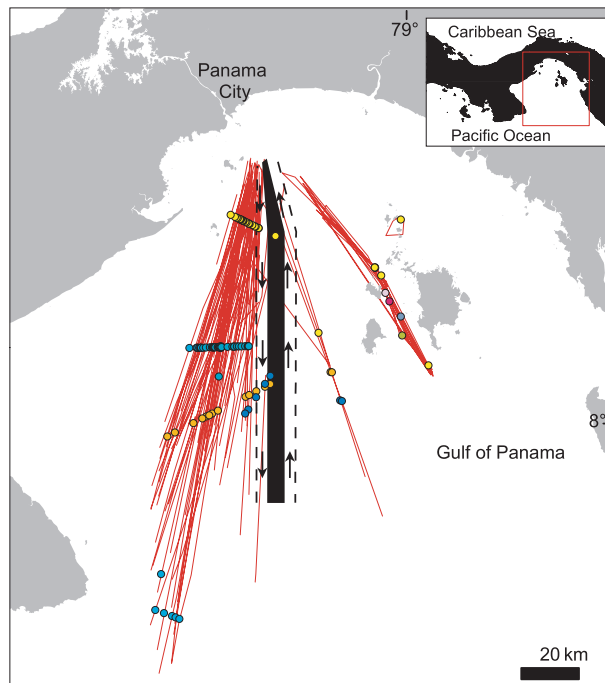 79°
Caribbean Sea
Pacific Ocean
Panama
City
8°
Gulf of Panama
20 km